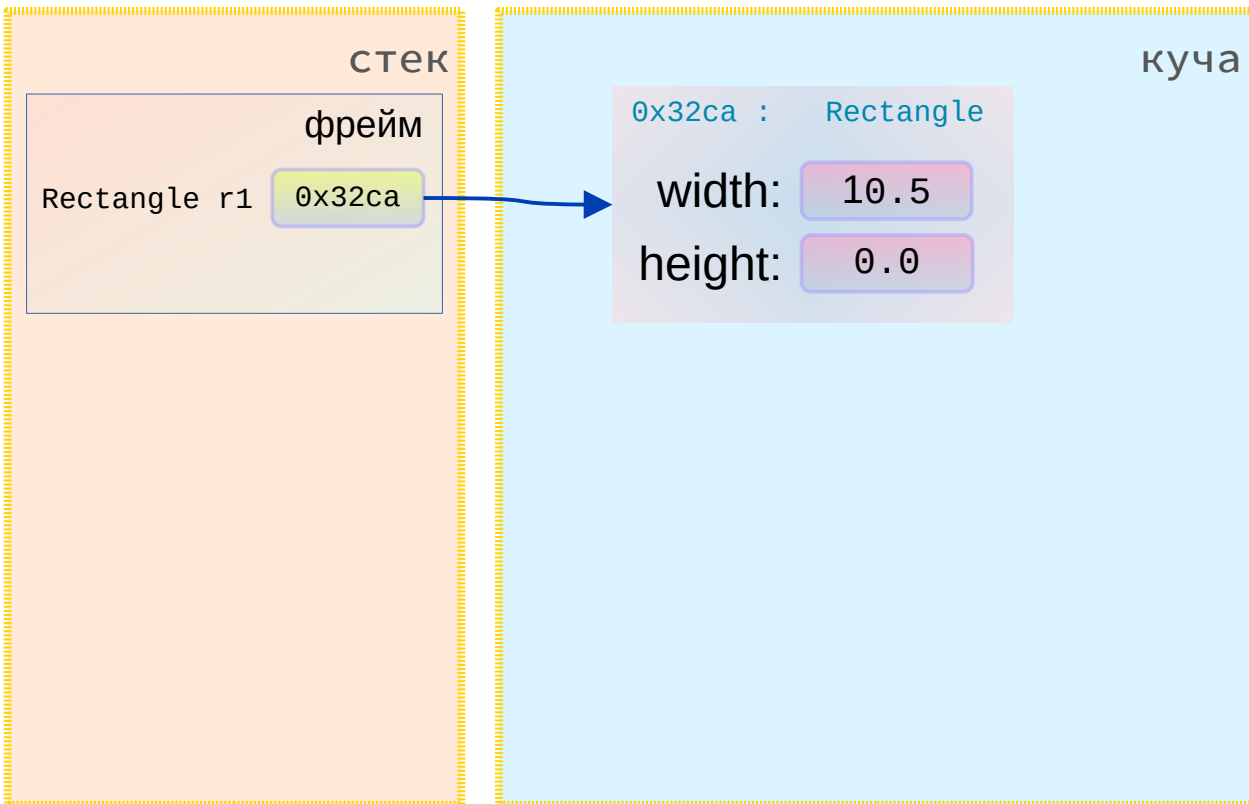 стек
фрейм
Rectangle r1 0x32ca
куча
0x32ca : Rectangle
width: 10.5
height: 0.0